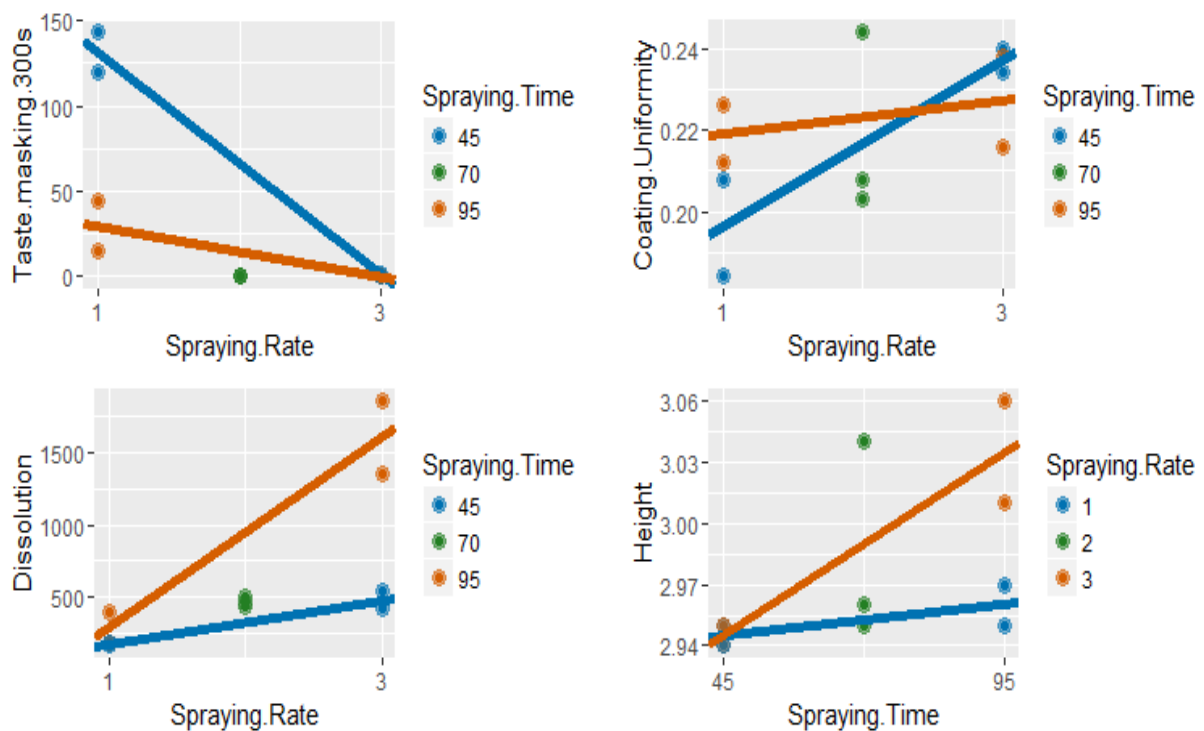 Taste.masking.300s
150
100
50
0
1
3
Spraying.Rate
Spraying.Time
45
70
95
Coating.Uniformity
0.24
0.22
0.20
1
3
Spraying.Rate
Spraying.Time
45
70
95
Dissolution
1500
1000
500
1
3
Spraying.Rate
Spraying.Time
45
70
95
Height
3.06
3.03
3.00
2.97
2.94
45
95
Spraying.Time
Spraying.Rate
1
2
3